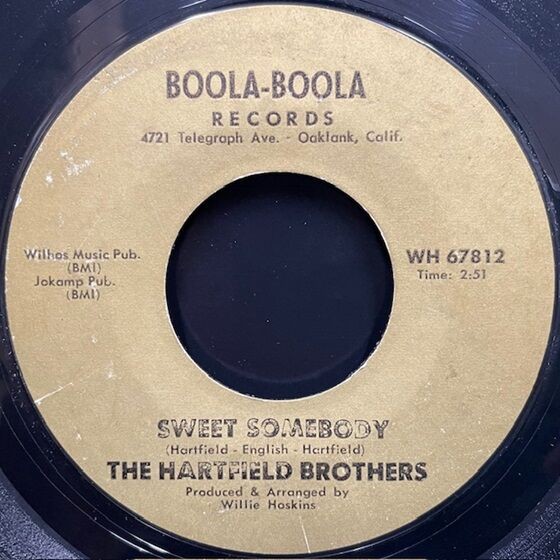 BOOLA-BOOLA
RECORDS
4721 Telegraph Ave. - Oaklank, Calif.
Wilhos Music Pub.
(BMI)
Jokamp Pub.
(BMI)
WH 67812
Time: 2:51
SWEET SOMEBODY
(Hartfield - English - Hartfield)
THE HARTFIELD BROTHERS
Produced & Arranged by
Willie Hoskins